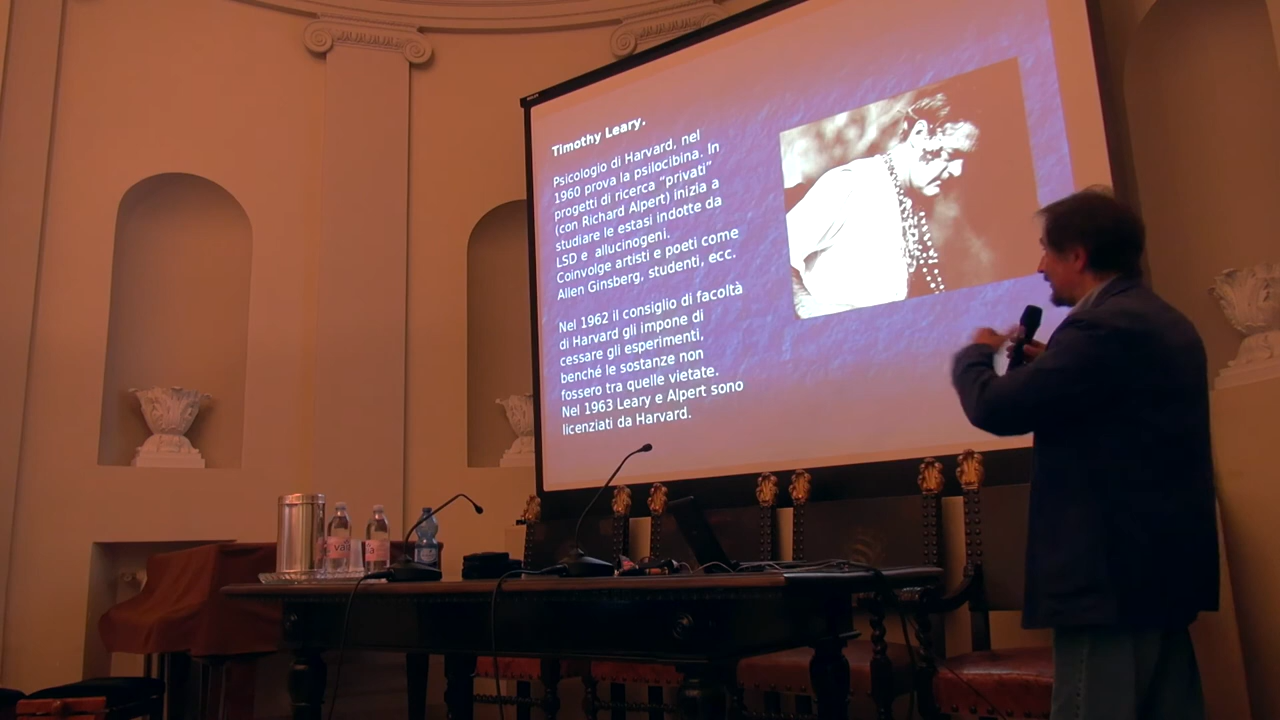 Timothy Leary.
Psicologio di Harvard, nel
1960 prova la psilocibina. In
progetti di ricerca “privati”
(con Richard Alpert) inizia a
studiare le estasi indotte da
LSD e allucinogeni.
Coinvolge artisti e poeti come
Allen Ginsberg, studenti, ecc.
Nel 1962 il consiglio di facoltà
di Harvard gli impone di
cessare gli esperimenti,
benché le sostanze non
fossero tra quelle vietate.
Nel 1963 Leary e Alpert sono
licenziati da Harvard.